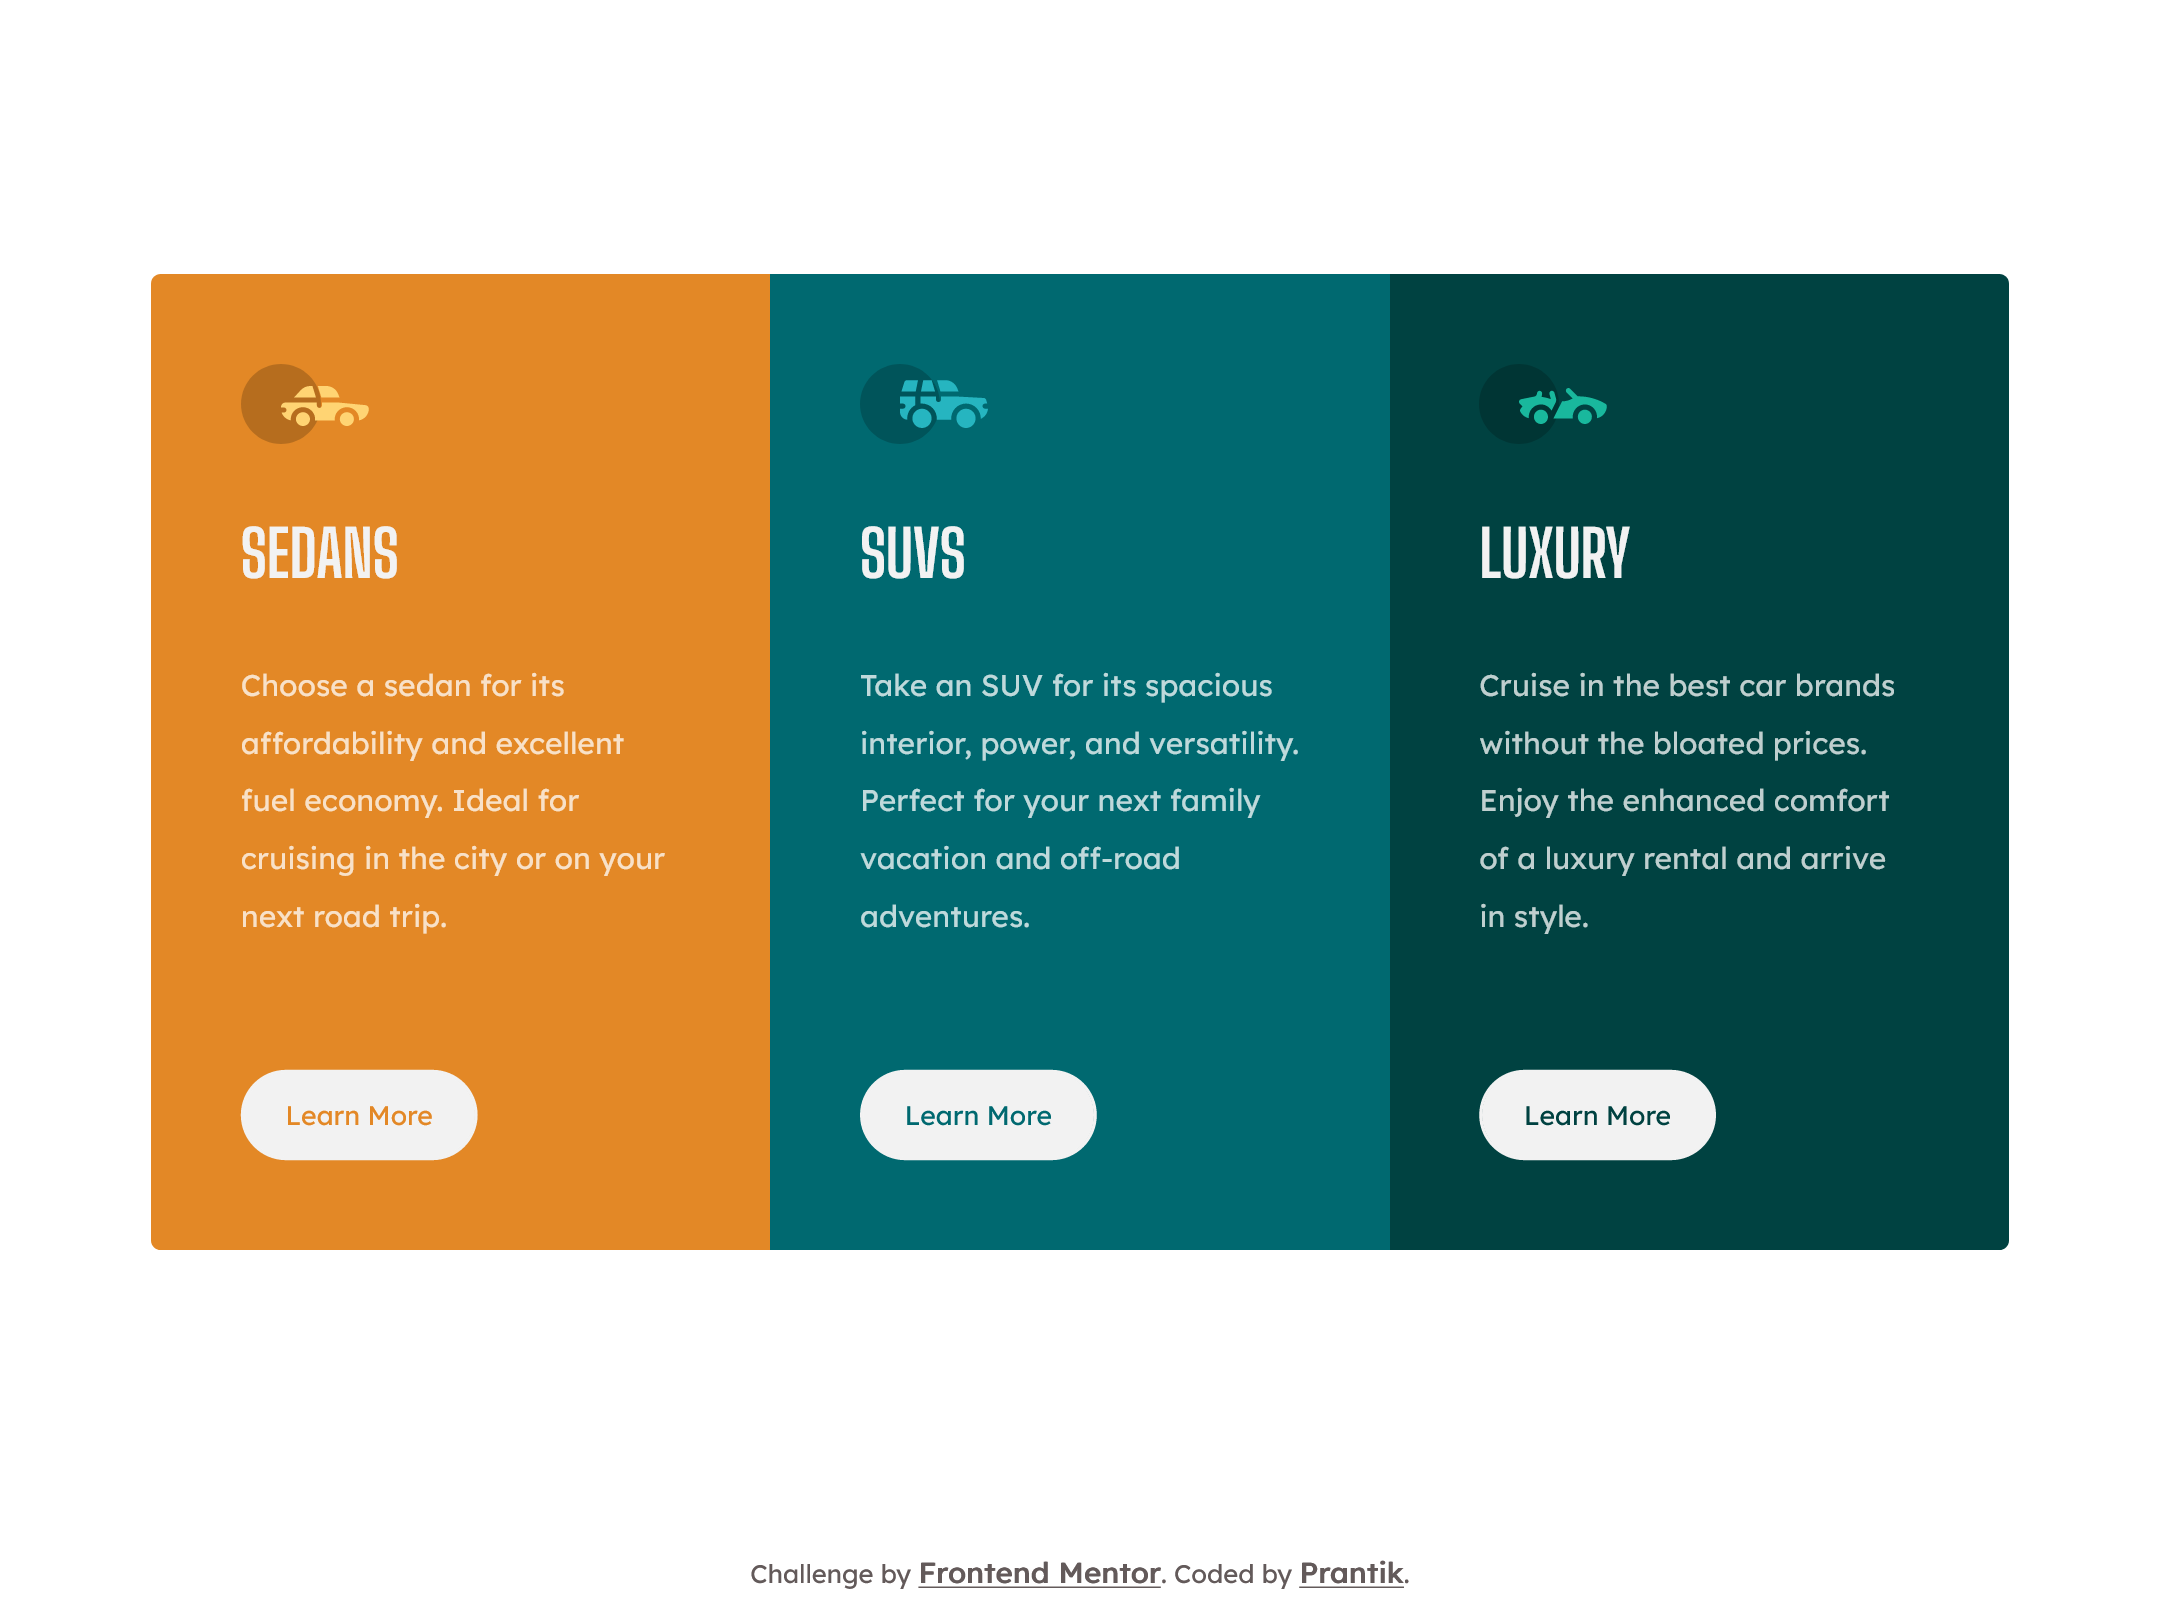 SEDANS
Choose a sedan for its
affordability and excellent
fuel economy. Ideal for
cruising in the city or on your
next road trip.
Learn More
SUVS
Take an SUV for its spacious
interior, power, and versatility.
Perfect for your next family
vacation and off-road
adventures.
Learn More
LUXURY
Cruise in the best car brands
without the bloated prices.
Enjoy the enhanced comfort
of a luxury rental and arrive
in style.
Learn More
Challenge by Frontend Mentor. Coded by Prantik.